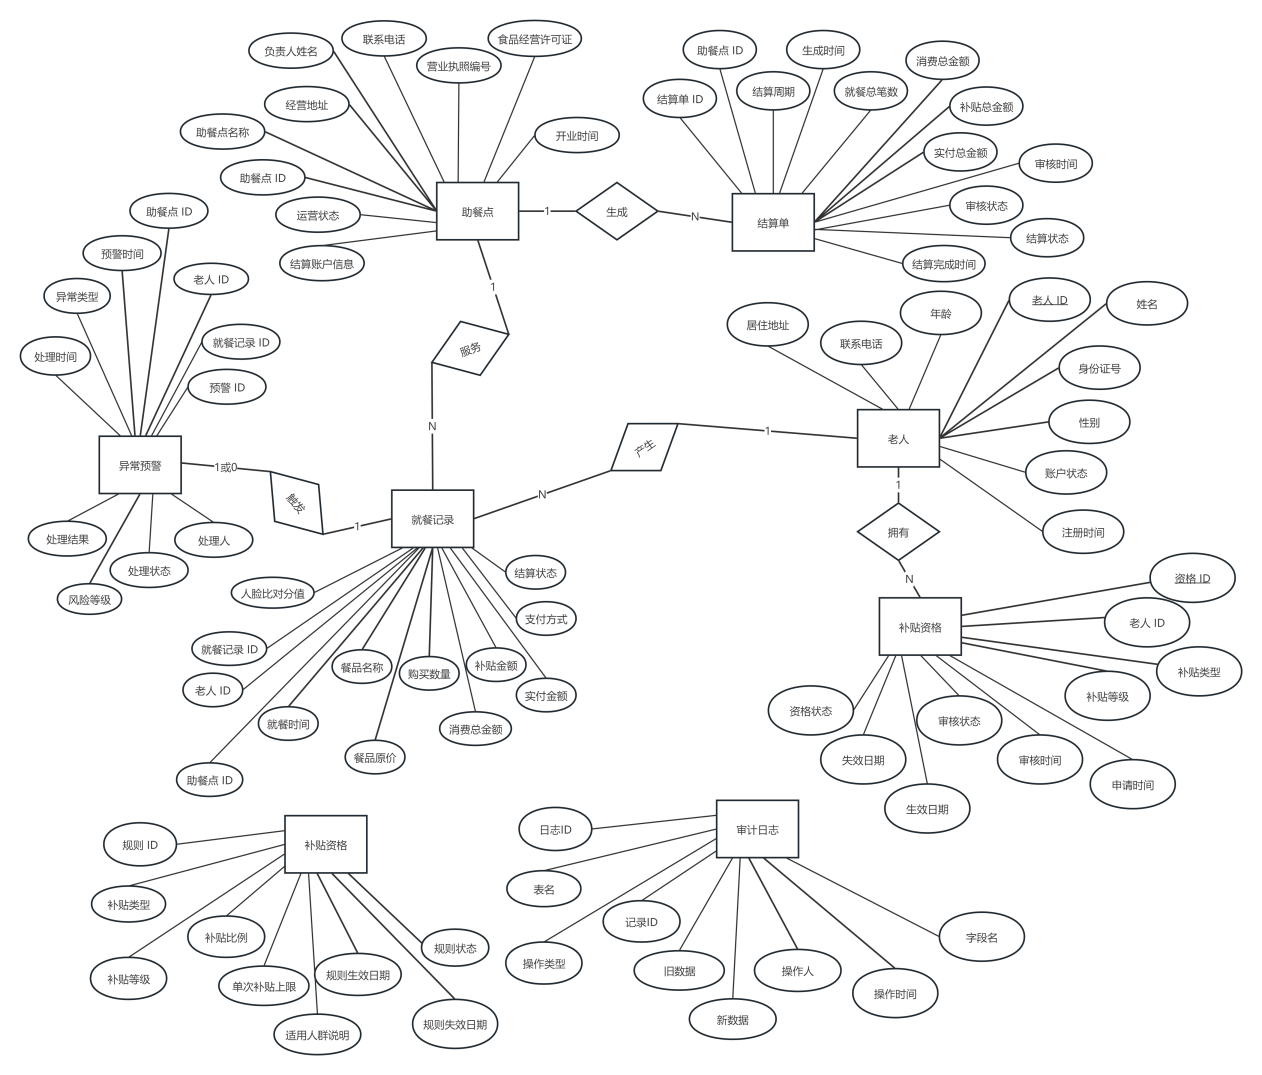 负责人姓名
联系电话
营业执照编号
食品经营许可证
经营地址
助餐点名称
开业时间
助餐点 ID
运营状态
结算账户信息
助餐点
1
生成
N
结算单
助餐点 ID
生成时间
消费总金额
结算单 ID
结算周期
就餐总笔数
补贴总金额
实付总金额
审核时间
审核状态
结算状态
结算完成时间
助餐点 ID
预警时间
老人 ID
异常类型
就餐记录 ID
处理时间
预警 ID
异常预警
1或0
触发
1
处理结果
处理人
处理状态
风险等级
1
服务
N
就餐记录
N
产生
1
居住地址
联系电话
年龄
老人 ID
姓名
身份证号
性别
账户状态
注册时间
老人
1
拥有
N
补贴资格
资格 ID
老人 ID
补贴类型
补贴等级
资格状态
审核状态
失效日期
审核时间
申请时间
生效日期
人脸比对分值
结算状态
支付方式
就餐记录 ID
老人 ID
餐品名称
购买数量
补贴金额
实付金额
就餐时间
消费总金额
餐品原价
助餐点 ID
补贴资格
规则 ID
补贴类型
补贴比例
补贴等级
单次补贴上限
规则生效日期
规则状态
适用人群说明
规则失效日期
审计日志
日志ID
表名
记录ID
操作类型
旧数据
操作人
字段名
新数据
操作时间